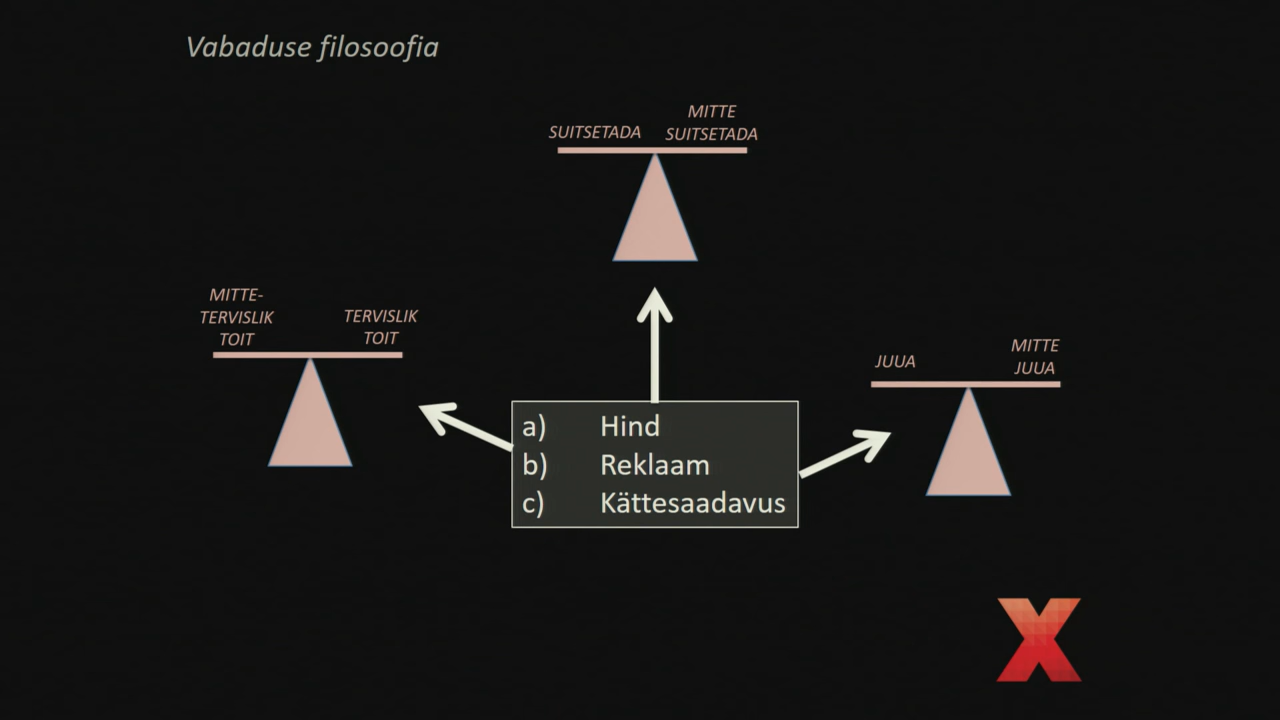 Vabaduse filosoofia
SUITSETADA
MITTE
SUITSETADA
MITTE-
TERVISLIK
TOIT
TERVISLIK
TOIT
JUUA
MITTE
JUUA
a) Hind
b) Reklaam
c) Kättesaadavus
X